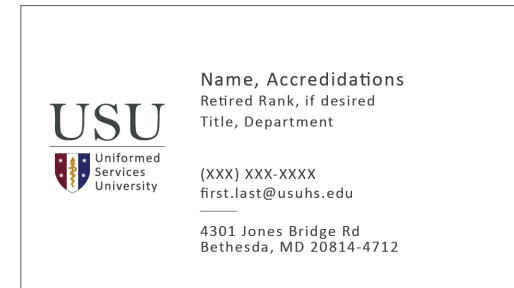 USU
Uniformed
Services
University
Name, Accredidations
Retired Rank, if desired
Title, Department
(XXX) XXX-XXXX
first.last@usuhs.edu
4301 Jones Bridge Rd
Bethesda, MD 20814-4712